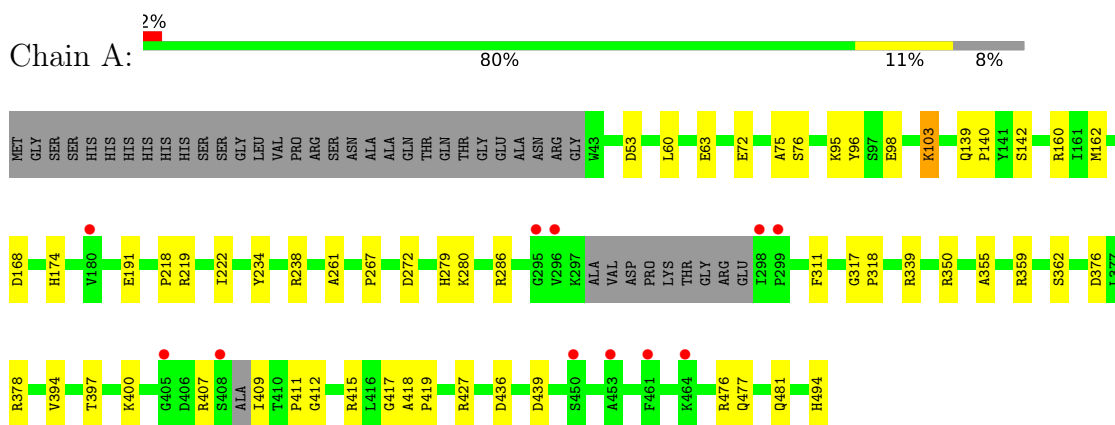 2%
Chain A:
80% 11% 8%
MET GLY SER SER HIS HIS HIS HIS HIS HIS SER SER GLY LEU VAL PRO ARG SER ASN ALA ALA GLN THR GLN THR GLY GLU ALA ASN ARG GLY W43 D53 L60 E63 E72 A75 S76 K95 Y96 S97 E98 K103 Q139 P140 Y141 S142 R160 I161 M162
D168 H174 V180 E191 P218 R219 I222 Y234 R238 A261 P267 D272 H279 K280 R286 G295 V296 K297 ALA VAL ASP PRO LYS THR GLY ARG GLU I298 P299 F311 G317 P318 R339 R350 A355 R359 S362 D376 L377
R378 V394 T397 K400 G405 D406 R407 S408 ALA I409 T410 P411 G412 R415 L416 G417 A418 P419 R427 D436 D439 S450 A453 F461 K464 R476 Q477 Q481 H494